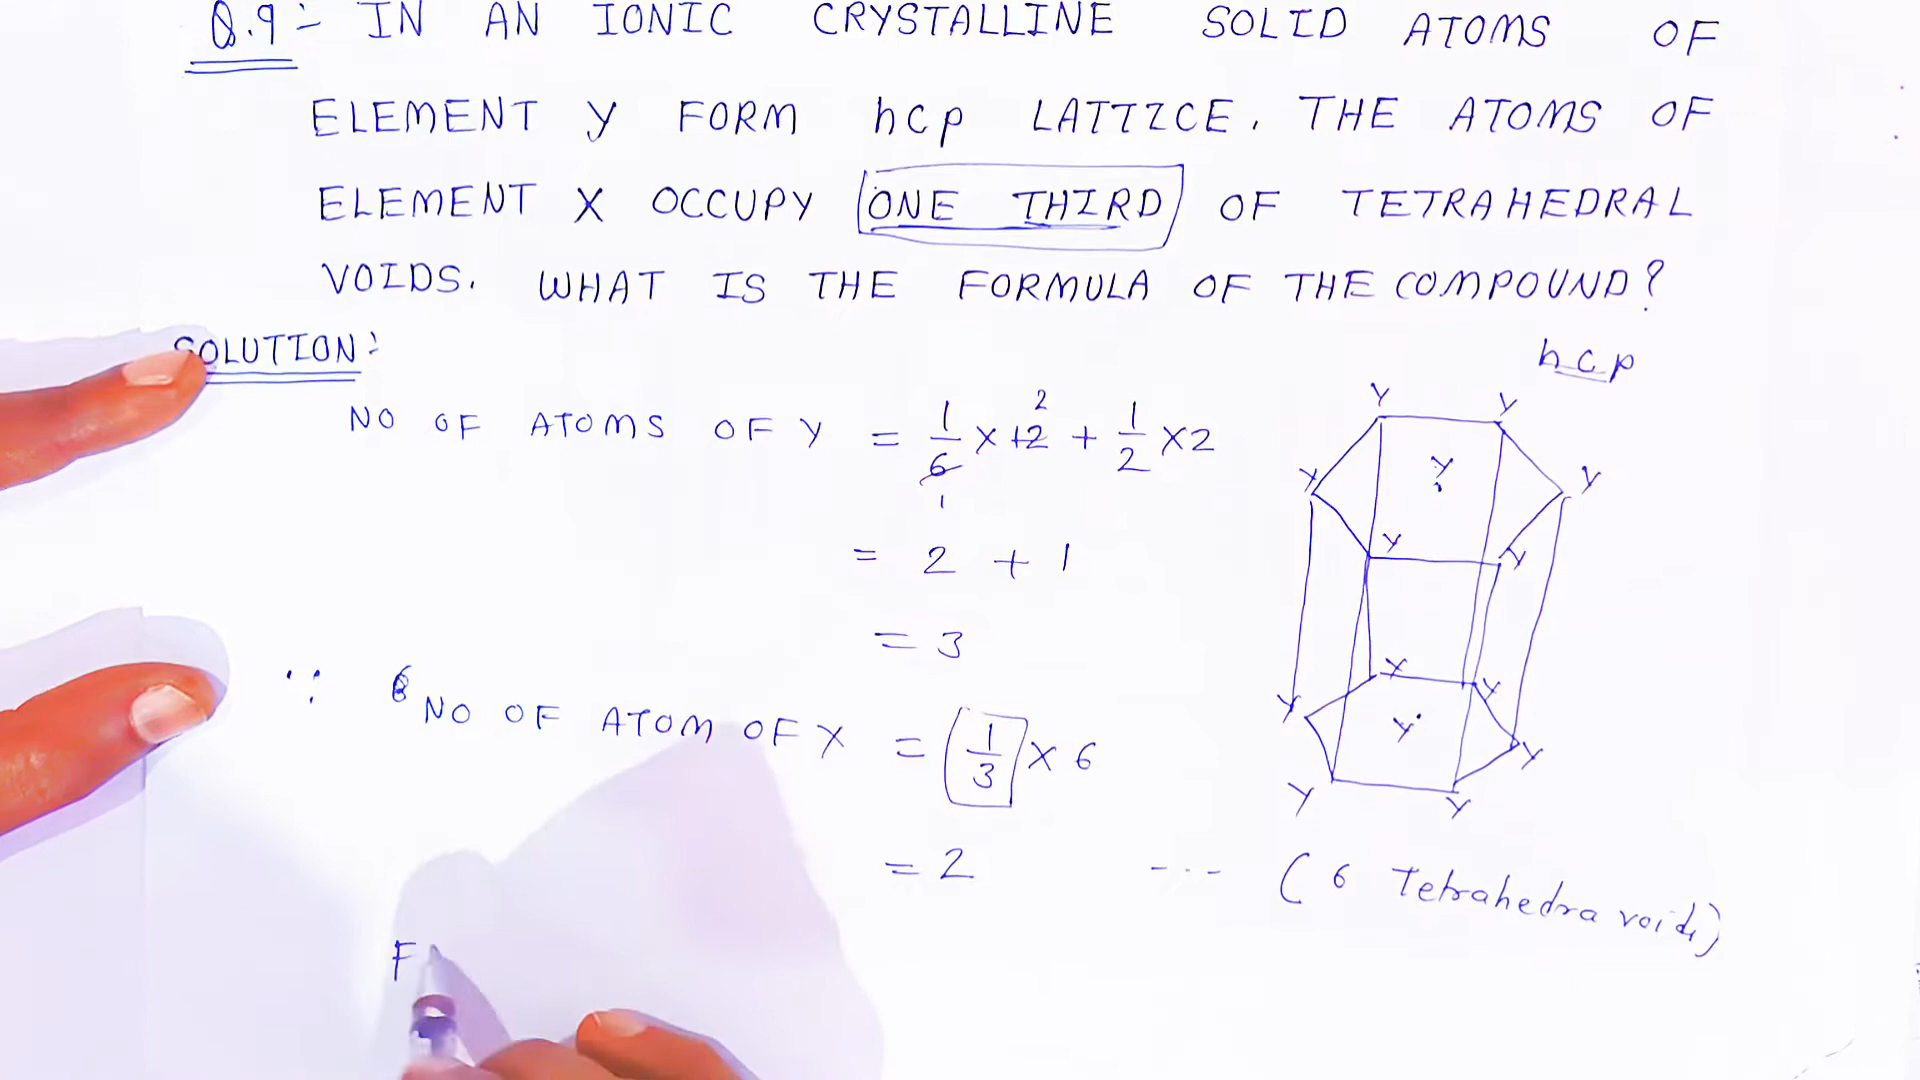 Q.9:- IN AN IONIC CRYSTALLINE SOLID ATOMS OF
ELEMENT Y FORM hcp LATTICE. THE ATOMS OF
ELEMENT X OCCUPY ONE THIRD OF TETRAHEDRAL
VOIDS. WHAT IS THE FORMULA OF THE COMPOUND?
SOLUTION:-
NO OF ATOMS OF Y = 1/6 × 12 + 1/2 × 2
2
1
= 2 + 1
= 3
∵ NO OF ATOM OF X = 1/3 × 6
= 2 --- (6 Tetrahedra voids)
F
hcp
Y Y
Y Y Y
Y Y
Y Y
Y Y Y
Y Y